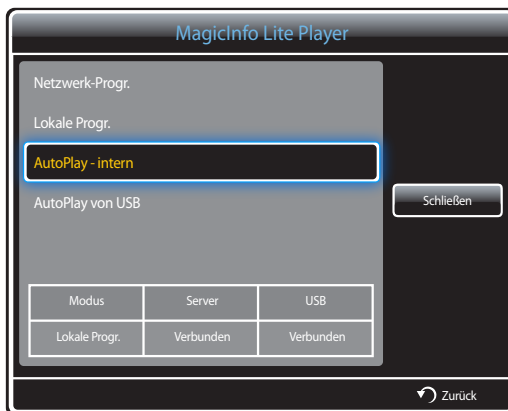 MagicInfo Lite Player
Netzwerk-Progr.
Lokale Progr.
AutoPlay - intern
AutoPlay von USB
Schließen
Modus Server USB
Lokale Progr. Verbunden Verbunden
Zurück